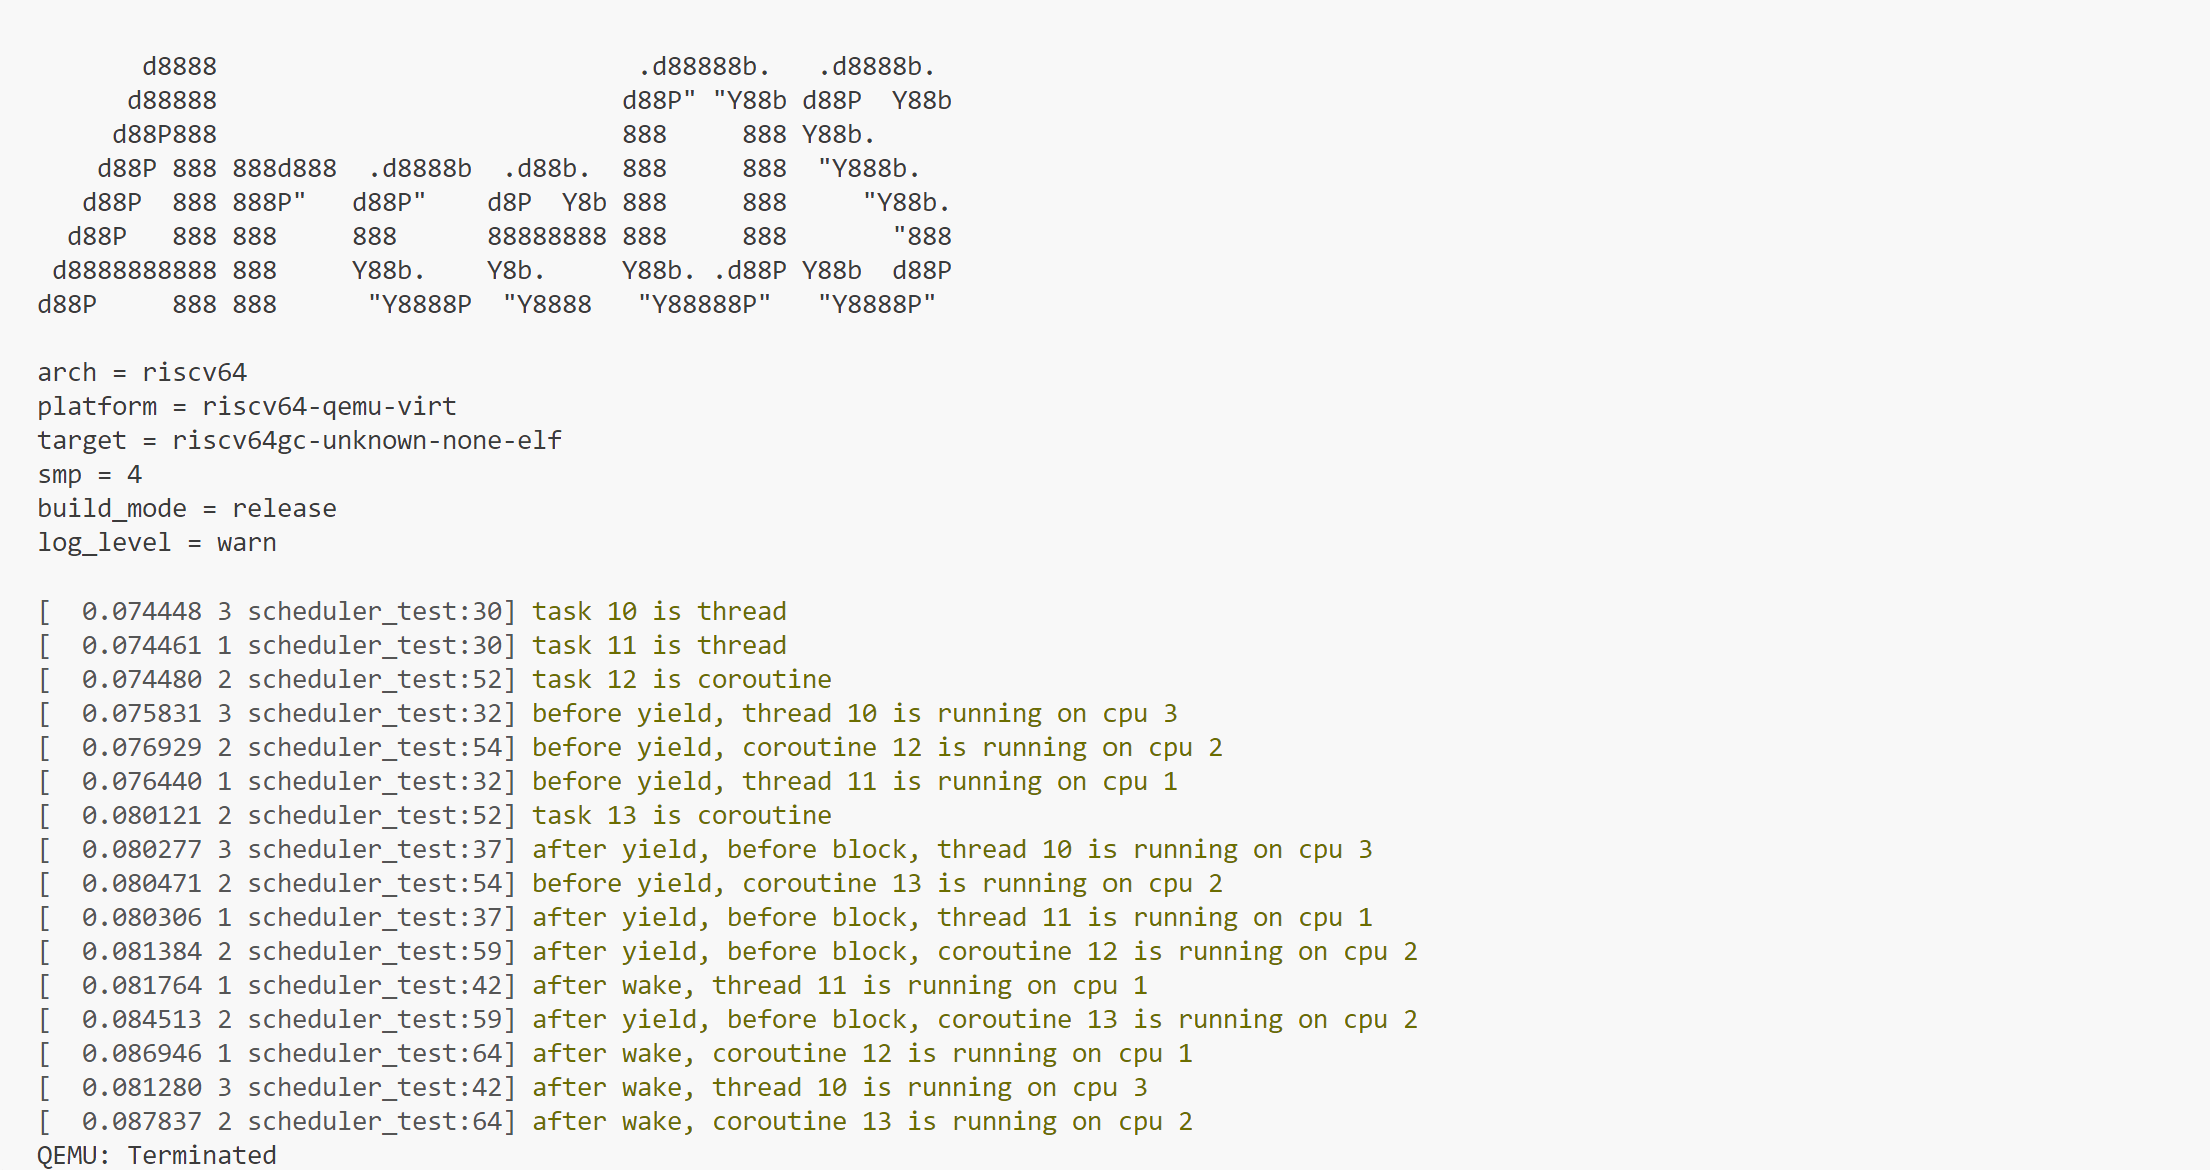 d8888                            .d88888b.   .d8888b.
      d88888                           d88P" "Y88b d88P  Y88b
     d88P888                           888     888 Y88b.
    d88P 888 888d888  .d8888b  .d88b.  888     888  "Y888b.
   d88P  888 888P"   d88P"    d8P  Y8b 888     888     "Y88b.
  d88P   888 888     888      88888888 888     888       "888
 d8888888888 888     Y88b.    Y8b.     Y88b. .d88P Y88b  d88P
d88P     888 888      "Y8888P  "Y8888   "Y88888P"   "Y8888P"
arch = riscv64
platform = riscv64-qemu-virt
target = riscv64gc-unknown-none-elf
smp = 4
build_mode = release
log_level = warn
[  0.074448 3 scheduler_test:30] task 10 is thread
[  0.074461 1 scheduler_test:30] task 11 is thread
[  0.074480 2 scheduler_test:52] task 12 is coroutine
[  0.075831 3 scheduler_test:32] before yield, thread 10 is running on cpu 3
[  0.076929 2 scheduler_test:54] before yield, coroutine 12 is running on cpu 2
[  0.076440 1 scheduler_test:32] before yield, thread 11 is running on cpu 1
[  0.080121 2 scheduler_test:52] task 13 is coroutine
[  0.080277 3 scheduler_test:37] after yield, before block, thread 10 is running on cpu 3
[  0.080471 2 scheduler_test:54] before yield, coroutine 13 is running on cpu 2
[  0.080306 1 scheduler_test:37] after yield, before block, thread 11 is running on cpu 1
[  0.081384 2 scheduler_test:59] after yield, before block, coroutine 12 is running on cpu 2
[  0.081764 1 scheduler_test:42] after wake, thread 11 is running on cpu 1
[  0.084513 2 scheduler_test:59] after yield, before block, coroutine 13 is running on cpu 2
[  0.086946 1 scheduler_test:64] after wake, coroutine 12 is running on cpu 1
[  0.081280 3 scheduler_test:42] after wake, thread 10 is running on cpu 3
[  0.087837 2 scheduler_test:64] after wake, coroutine 13 is running on cpu 2
QEMU: Terminated